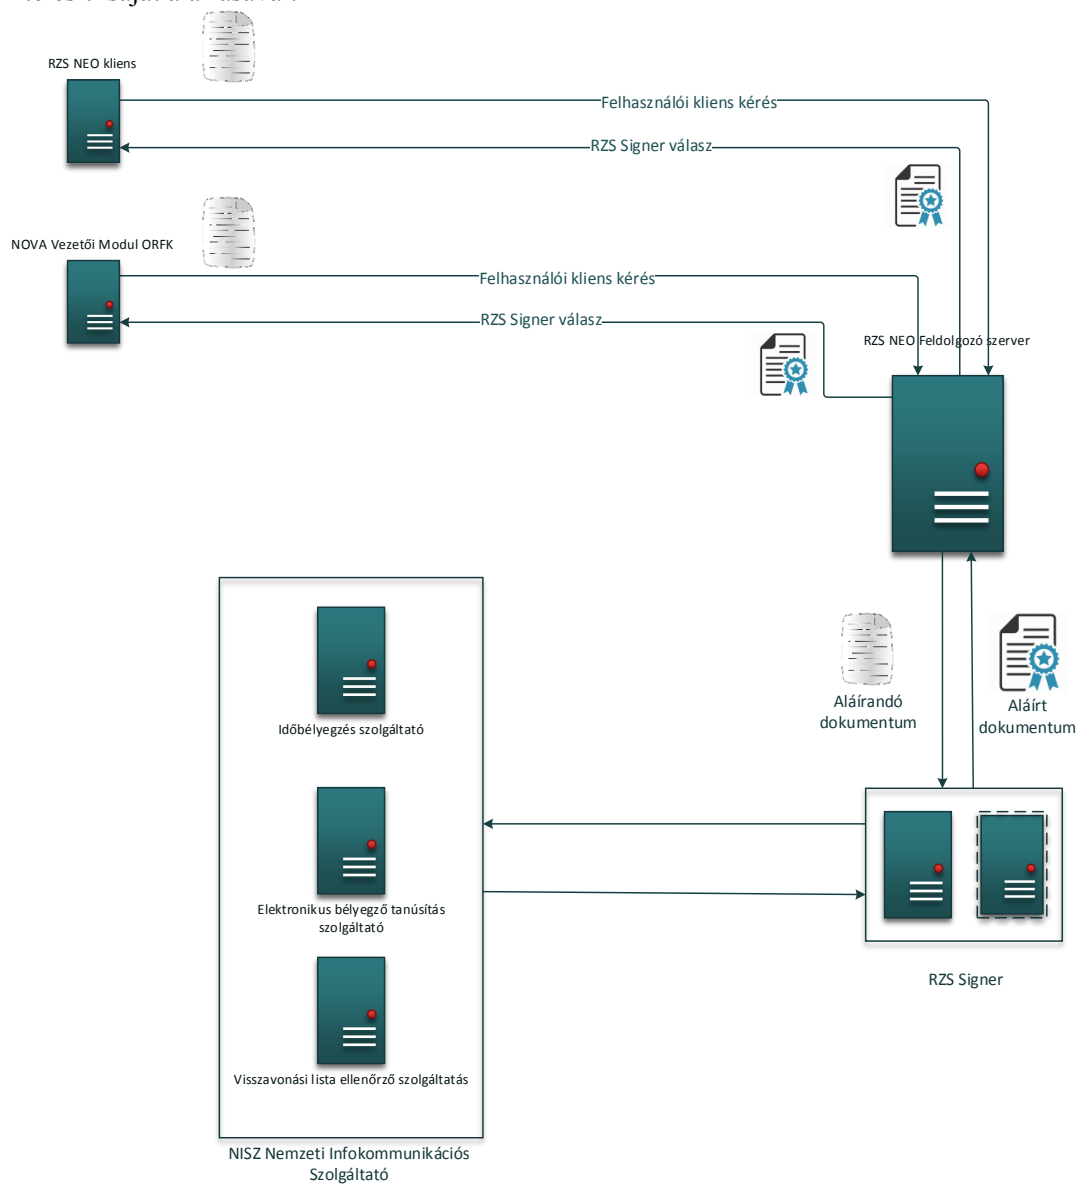 RZS NEO kliens
Felhasználói kliens kérés
RZS Signer válasz
NOVA Vezetői Modul ORFK
Felhasználói kliens kérés
RZS Signer válasz
RZS NEO Feldolgozó szerver
Aláírandó
dokumentum
Aláírt
dokumentum
Időbélyegzés szolgáltató
Elektronikus bélyegző tanúsítás
szolgáltató
Visszavonási lista ellenőrző szolgáltatás
RZS Signer
NISZ Nemzeti Infokommunikációs
Szolgáltató